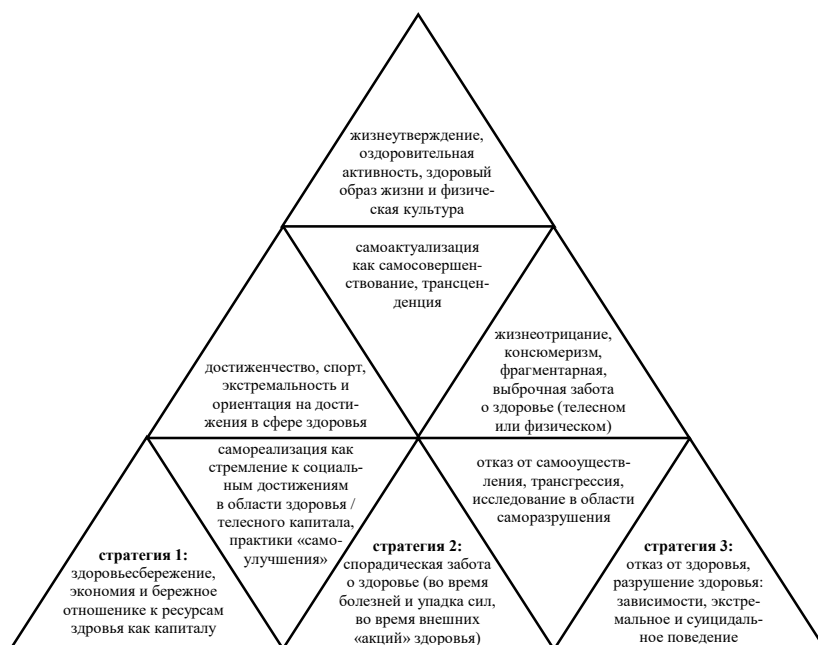 жизнеутверждение,
оздоровительная
активность, здоровый
образ жизни и физиче-
ская культура
самоактуализация
как самосовершен-
ствование, трансцен-
денция
достиженчество, спорт,
экстремальность и
ориентация на дости-
жения в сфере здоровья
жизнеотрицание,
консюмеризм,
фрагментарная,
выброчная забота
о здоровье (телесном
или физическом)
самореализация как
стремление к социаль-
ным достижениям
в области здоровья /
телесного капитала,
практики «само-
улучшения»
отказ от самоосуществ-
ления, трансгрессия,
исследование в области
саморазрушения
стратегия 1:
здоровьесбережение,
экономия и бережное
отношенике к ресурсам
здровья как капиталу
стратегия 2:
спорадическая забота
о здоровье (во время
болезней и упадка сил,
во время внешних
«акций» здоровья)
стратегия 3:
отказ от здоровья,
разрушение здоровья:
зависимости, экстре-
мальное и суицидаль-
ное поведение